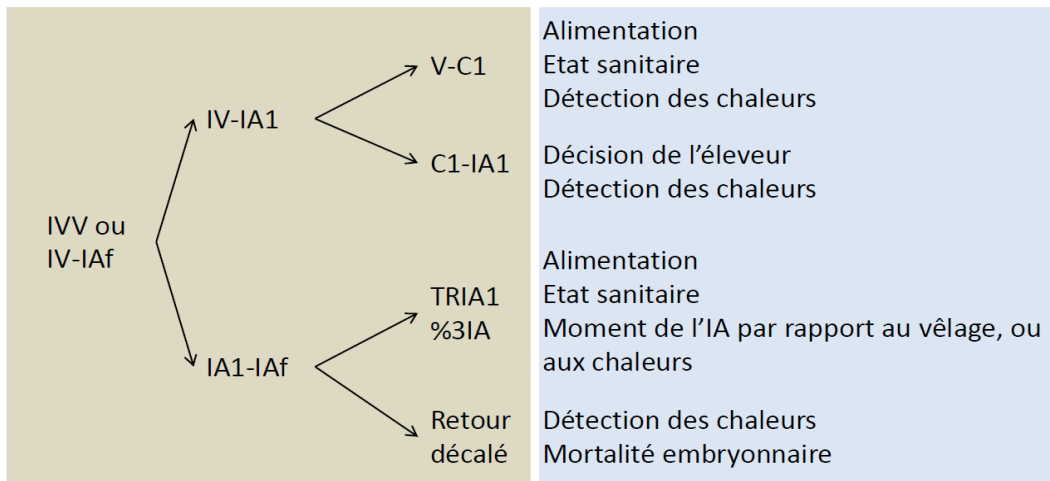 IVV ou
IV-IAf
IV-IA1
IA1-IAf
V-C1
C1-IA1
TRIA1
%3IA
Retour
décalé
Alimentation
Etat sanitaire
Détection des chaleurs
Décision de l'éleveur
Détection des chaleurs
Alimentation
Etat sanitaire
Moment de l'IA par rapport au vêlage, ou
aux chaleurs
Détection des chaleurs
Mortalité embryonnaire